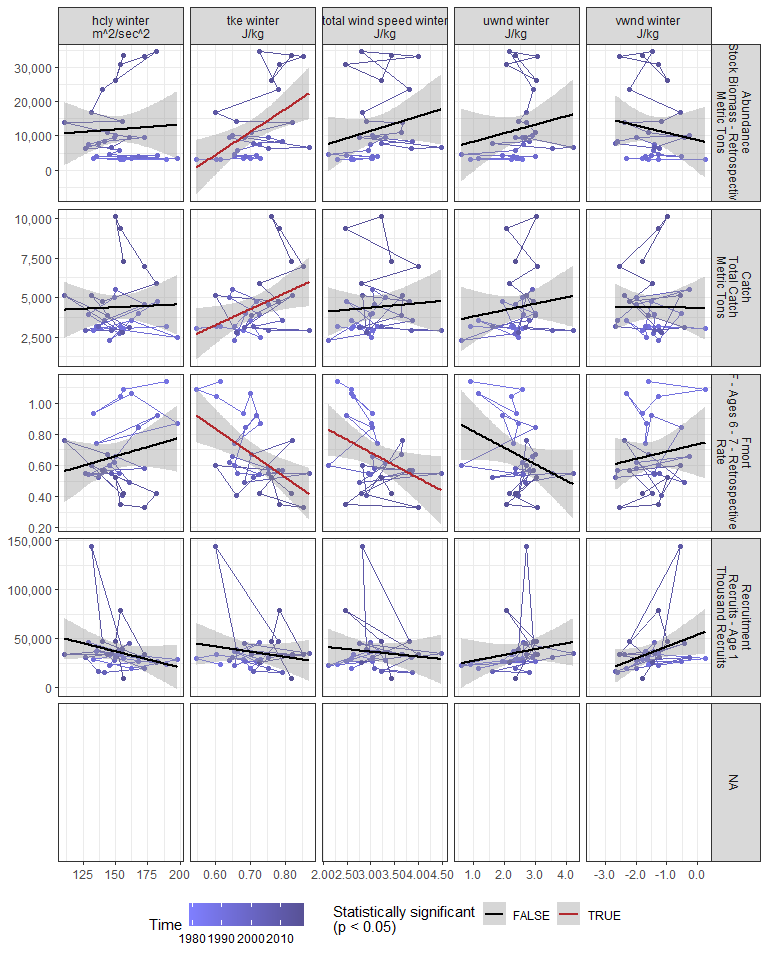 hcly winter
m^2/sec^2
tke winter
J/kg
total wind speed winter
J/kg
uwnd winter
J/kg
vwnd winter
J/kg
30,000
20,000
10,000
0
Abundance
Stock Biomass - Retrospectiv
Metric Tons
10,000
7,500
5,000
2,500
Catch
Total Catch
Metric Tons
1.00
0.80
0.60
0.40
0.20
Fmort
F - Ages 6 - 7 - Retrospective
Rate
150,000
100,000
50,000
0
Recruitment
Recruits - Age 1
Thousand Recruits
NA
125 150 175 200
0.60 0.70 0.80
2.00 2.50 3.00 3.50 4.00 4.50
1.0 2.0 3.0 4.0
-3.0 -2.0 -1.0 0.0
Time
1980 1990 2000 2010
Statistically significant
(p < 0.05)
FALSE
TRUE